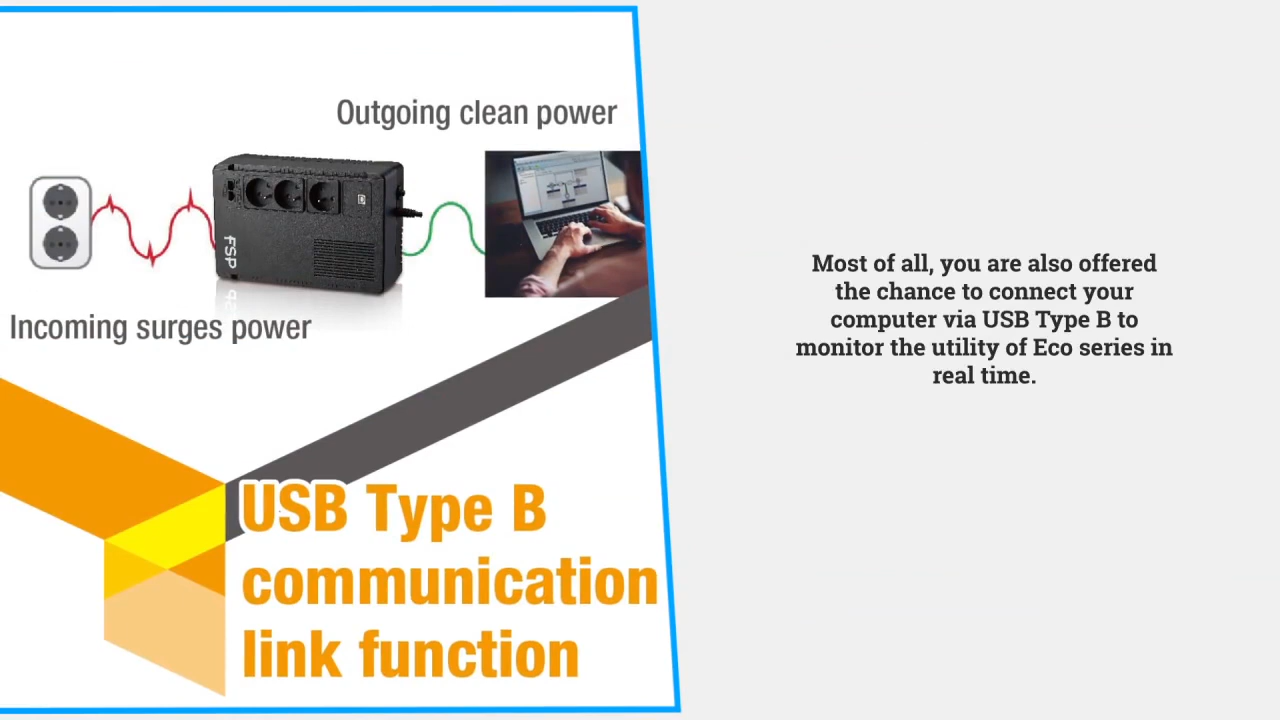 Outgoing clean power
FSP
Incoming surges power
USB Type B
communication
link function
Most of all, you are also offered
the chance to connect your
computer via USB Type B to
monitor the utility of Eco series in
real time.